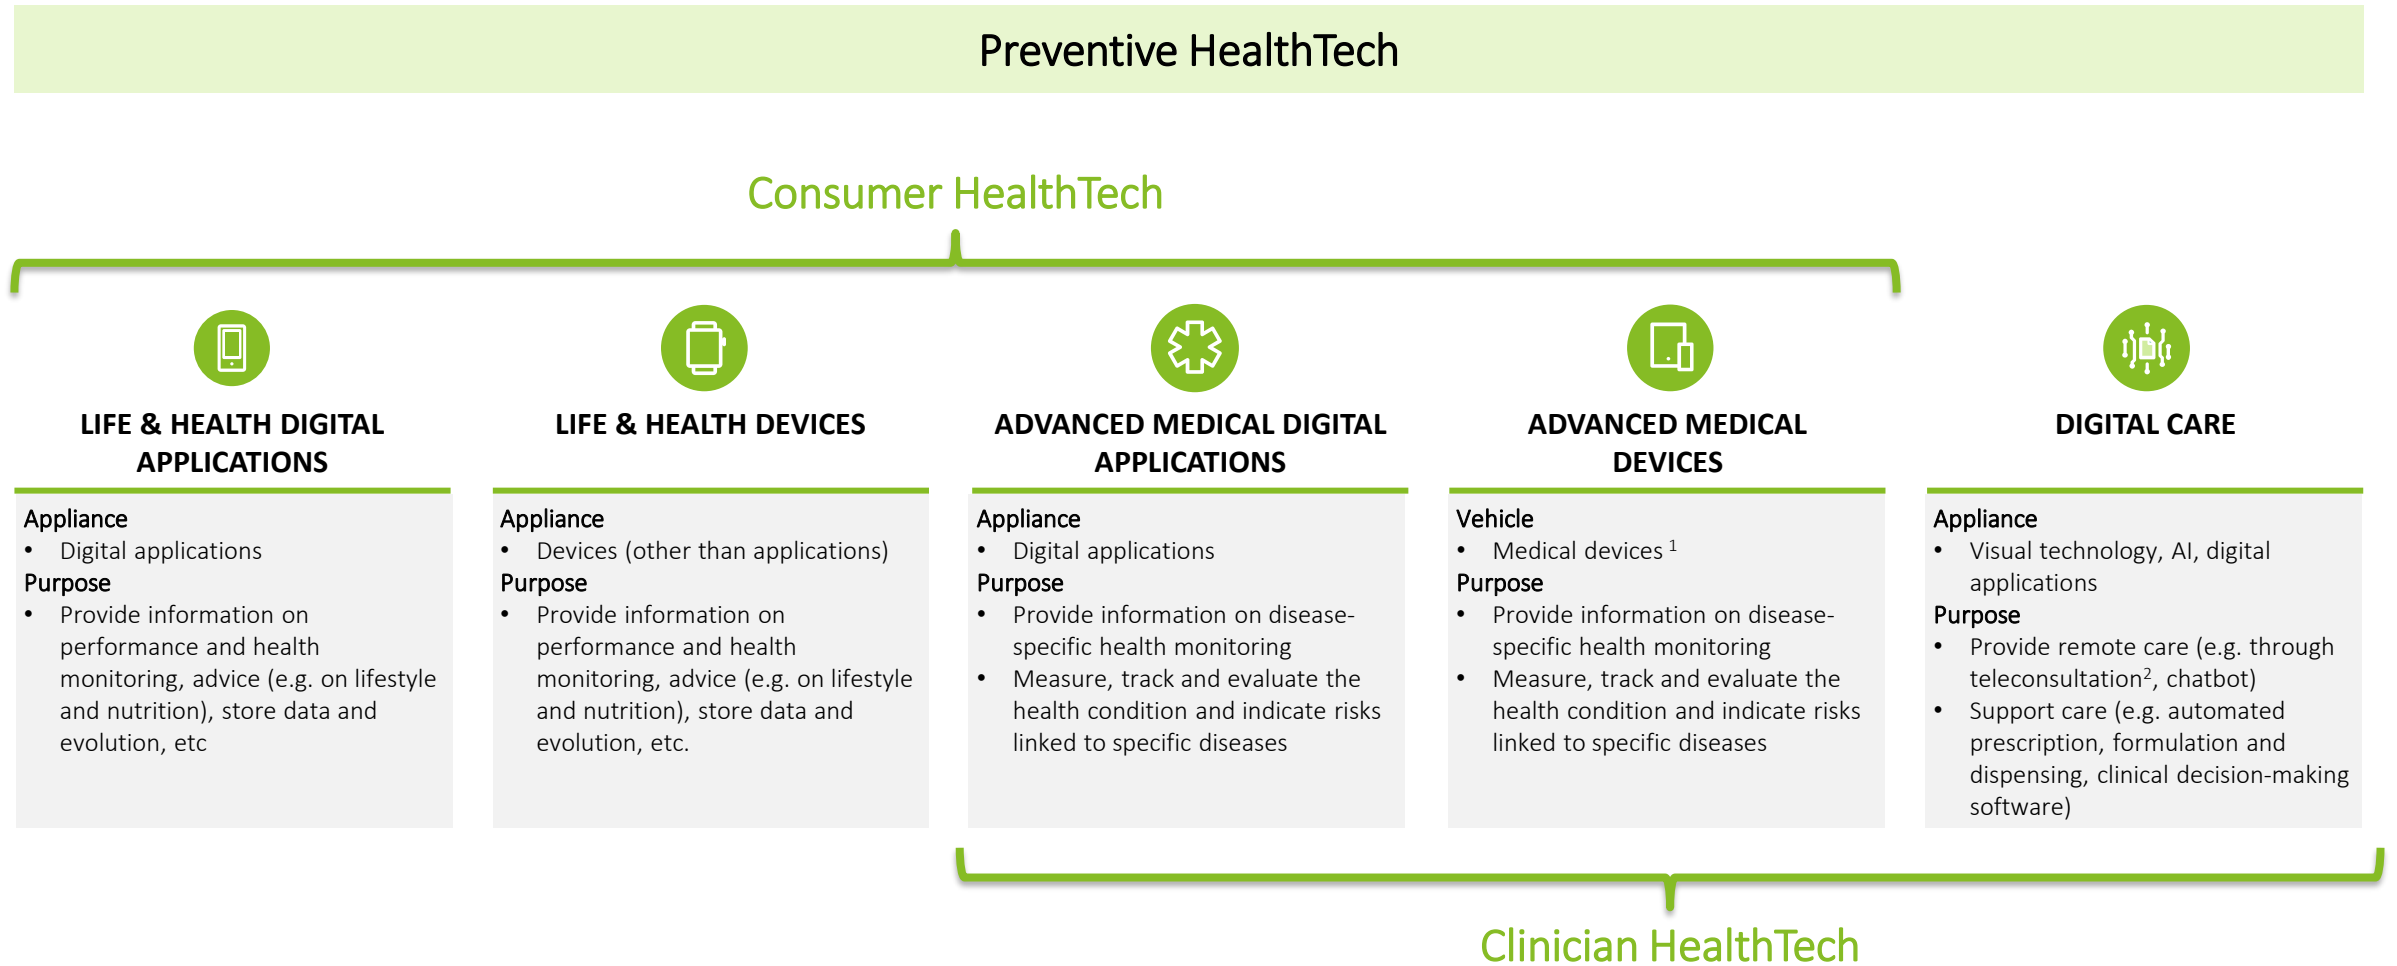 Preventive HealthTech
Consumer HealthTech
LIFE & HEALTH DIGITAL
APPLICATIONS
Appliance
• Digital applications
Purpose
• Provide information on
performance and health
monitoring, advice (e.g. on lifestyle
and nutrition), store data and
evolution, etc
LIFE & HEALTH DEVICES
Appliance
• Devices (other than applications)
Purpose
• Provide information on
performance and health
monitoring, advice (e.g. on lifestyle
and nutrition), store data and
evolution, etc.
ADVANCED MEDICAL DIGITAL
APPLICATIONS
Appliance
• Digital applications
Purpose
• Provide information on disease-
specific health monitoring
• Measure, track and evaluate the
health condition and indicate risks
linked to specific diseases
ADVANCED MEDICAL
DEVICES
Vehicle
• Medical devices ¹
Purpose
• Provide information on disease-
specific health monitoring
• Measure, track and evaluate the
health condition and indicate risks
linked to specific diseases
DIGITAL CARE
Appliance
• Visual technology, AI, digital
applications
Purpose
• Provide remote care (e.g. through
teleconsultation², chatbot)
• Support care (e.g. automated
prescription, formulation and
dispensing, clinical decision-making
software)
Clinician HealthTech